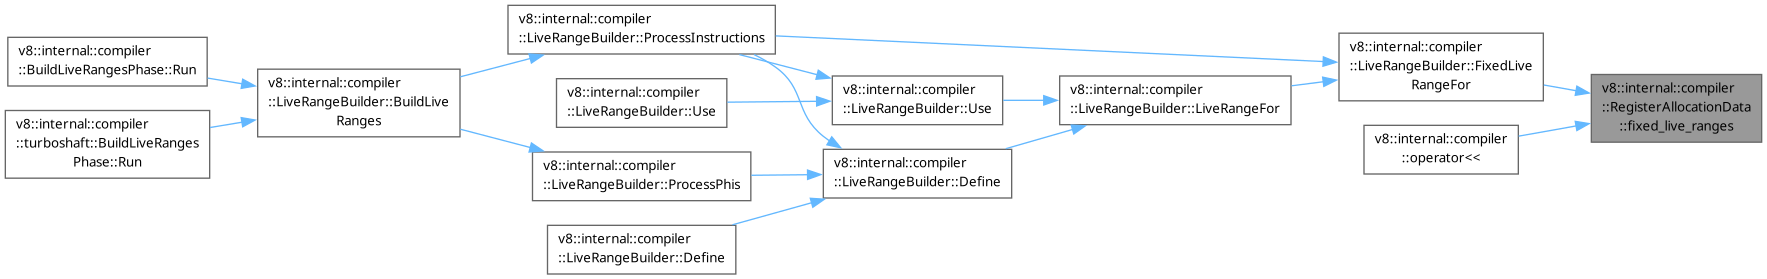 v8::internal::compiler
::BuildLiveRangesPhase::Run
v8::internal::compiler
::turboshaft::BuildLiveRanges
Phase::Run
v8::internal::compiler
::LiveRangeBuilder::BuildLive
Ranges
v8::internal::compiler
::LiveRangeBuilder::ProcessInstructions
v8::internal::compiler
::LiveRangeBuilder::Use
v8::internal::compiler
::LiveRangeBuilder::ProcessPhis
v8::internal::compiler
::LiveRangeBuilder::Define
v8::internal::compiler
::LiveRangeBuilder::Use
v8::internal::compiler
::LiveRangeBuilder::Define
v8::internal::compiler
::LiveRangeBuilder::LiveRangeFor
v8::internal::compiler
::LiveRangeBuilder::FixedLive
RangeFor
v8::internal::compiler
::operator<<
v8::internal::compiler
::RegisterAllocationData
::fixed_live_ranges